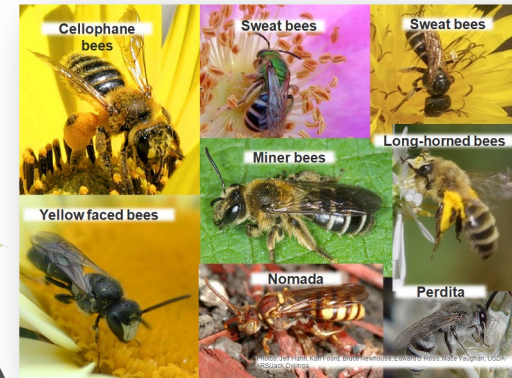 Cellophane
bees
Sweat bees
Sweat bees
Long-horned bees
Miner bees
Yellow faced bees
Nomada
Perdita
Photos: Jeff Hahn, Karl Foord, Bruce Newhouse, Edward S. Ross, Mace Vaughan, USDA
ARS/Jack Dykinga